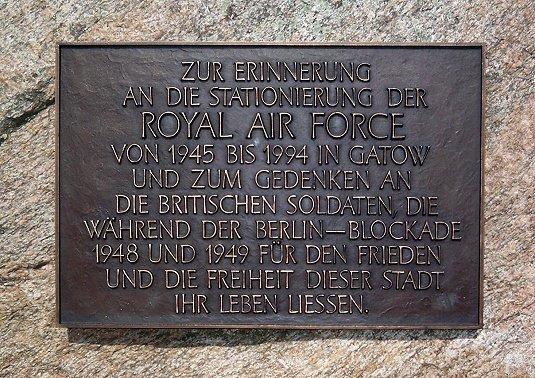 ZUR ERINNERUNG
AN DIE STATIONIERUNG DER
ROYAL AIR FORCE
VON 1945 BIS 1994 IN GATOW
UND ZUM GEDENKEN AN
DIE BRITISCHEN SOLDATEN, DIE
WÄHREND DER BERLIN—BLOCKADE
1948 UND 1949 FÜR DEN FRIEDEN
UND DIE FREIHEIT DIESER STADT
IHR LEBEN LIESSEN.